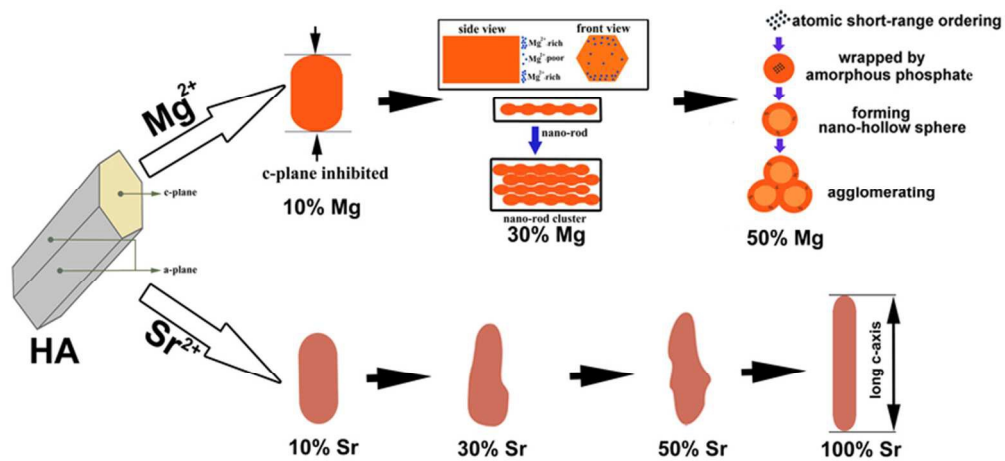 HA
c-plane
a-plane
Mg2+
c-plane inhibited
10% Mg
side view
front view
Mg2+-rich
Mg2+-poor
Mg2+-rich
nano-rod
nano-rod cluster
30% Mg
atomic short-range ordering
wrapped by
amorphous phosphate
forming
nano-hollow sphere
agglomerating
50% Mg
Sr2+
10% Sr
30% Sr
50% Sr
long c-axis
100% Sr